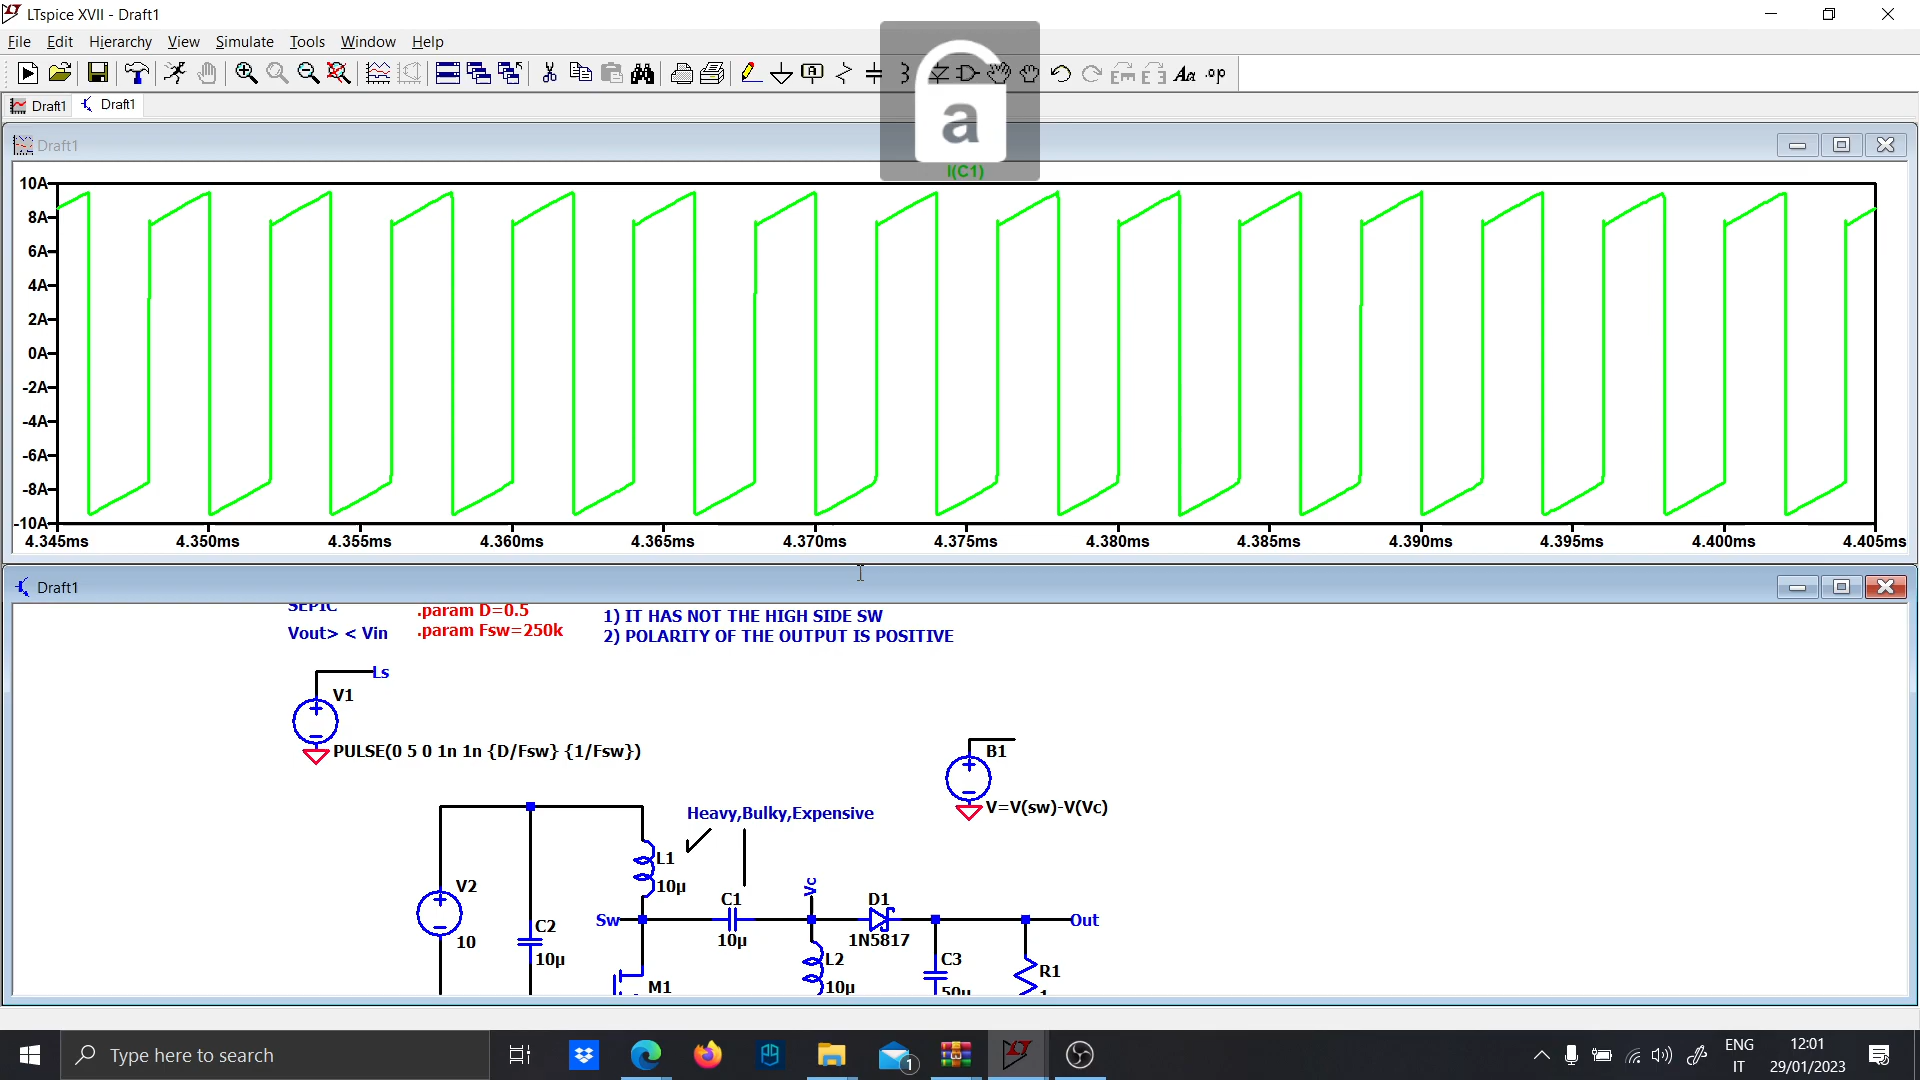 LTspice XVII - Draft1
File Edit Hierarchy View Simulate Tools Window Help
Aa .op
Draft1 Draft1
a
Draft1
I(C1)
10A
8A
6A
4A
2A
0A
-2A
-4A
-6A
-8A
-10A
4.345ms 4.350ms 4.355ms 4.360ms 4.365ms 4.370ms 4.375ms 4.380ms 4.385ms 4.390ms 4.395ms 4.400ms 4.405ms
Draft1
SEPIC .param D=0.5 1) IT HAS NOT THE HIGH SIDE SW
Vout> < Vin .param Fsw=250k 2) POLARITY OF THE OUTPUT IS POSITIVE
Ls
V1
PULSE(0 5 0 1n 1n {D/Fsw} {1/Fsw})
B1
V=V(sw)-V(Vc)
Heavy,Bulky,Expensive
L1
10µ
V2
10
C2
10µ
Sw
C1
10µ
Vc
D1
1N5817
Out
L2
10µ
C3
50µ
R1
M1
Type here to search
1
ENG
IT
12:01
29/01/2023